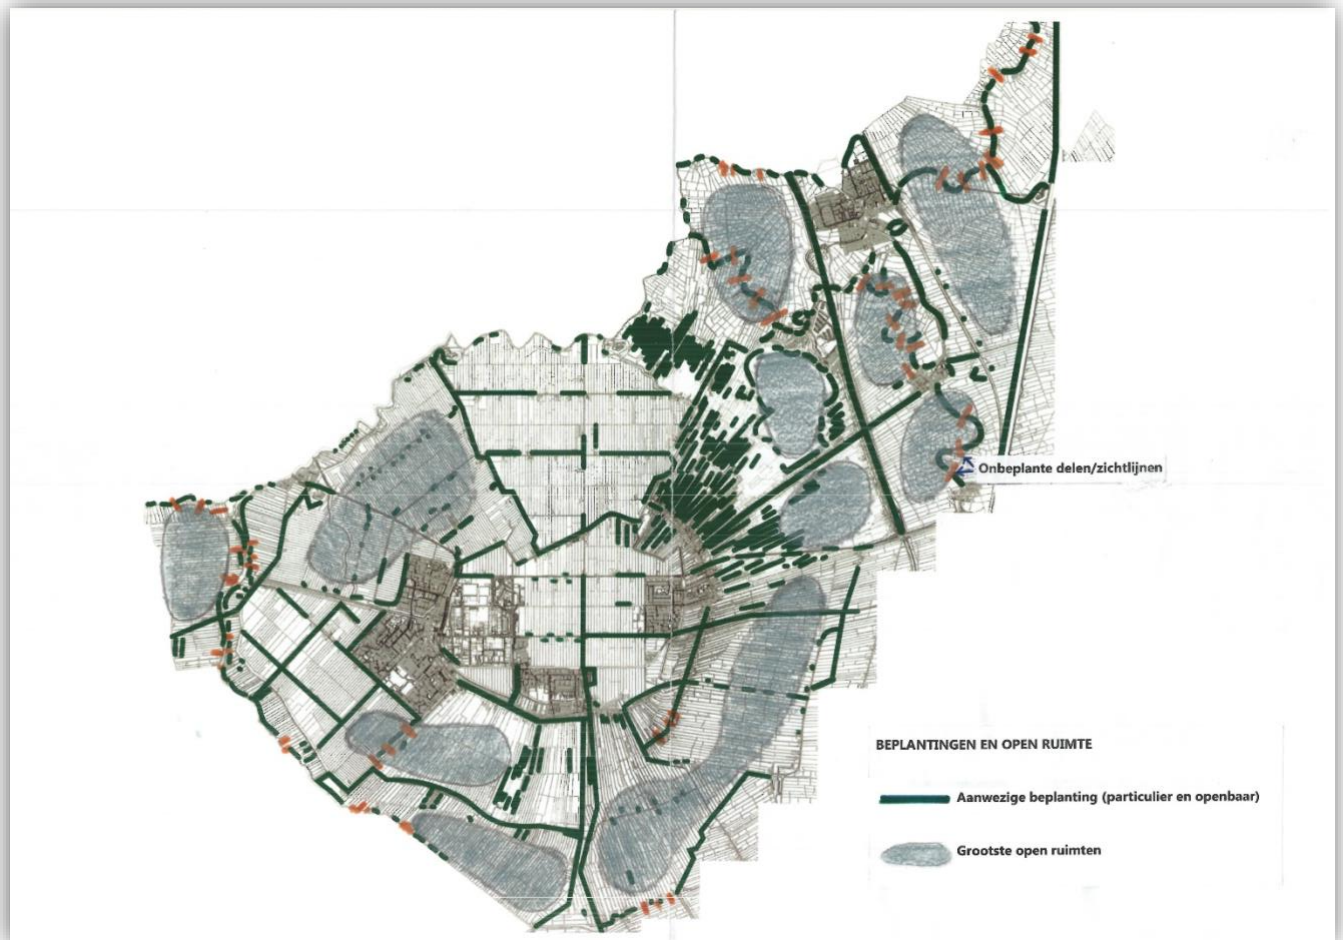 Onbeplante delen/zichtlijnen
BEPLANTINGEN EN OPEN RUIMTE
Aanwezige beplanting (particulier en openbaar)
Grootste open ruimten